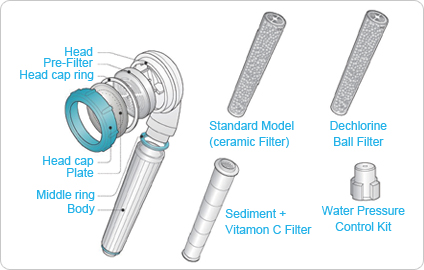 Head
Pre-Filter
Head cap ring
Head cap
Plate
Middle ring
Body
Standard Model
(ceramic Filter)
Dechlorine
Ball Filter
Sediment +
Vitamon C Filter
Water Pressure
Control Kit